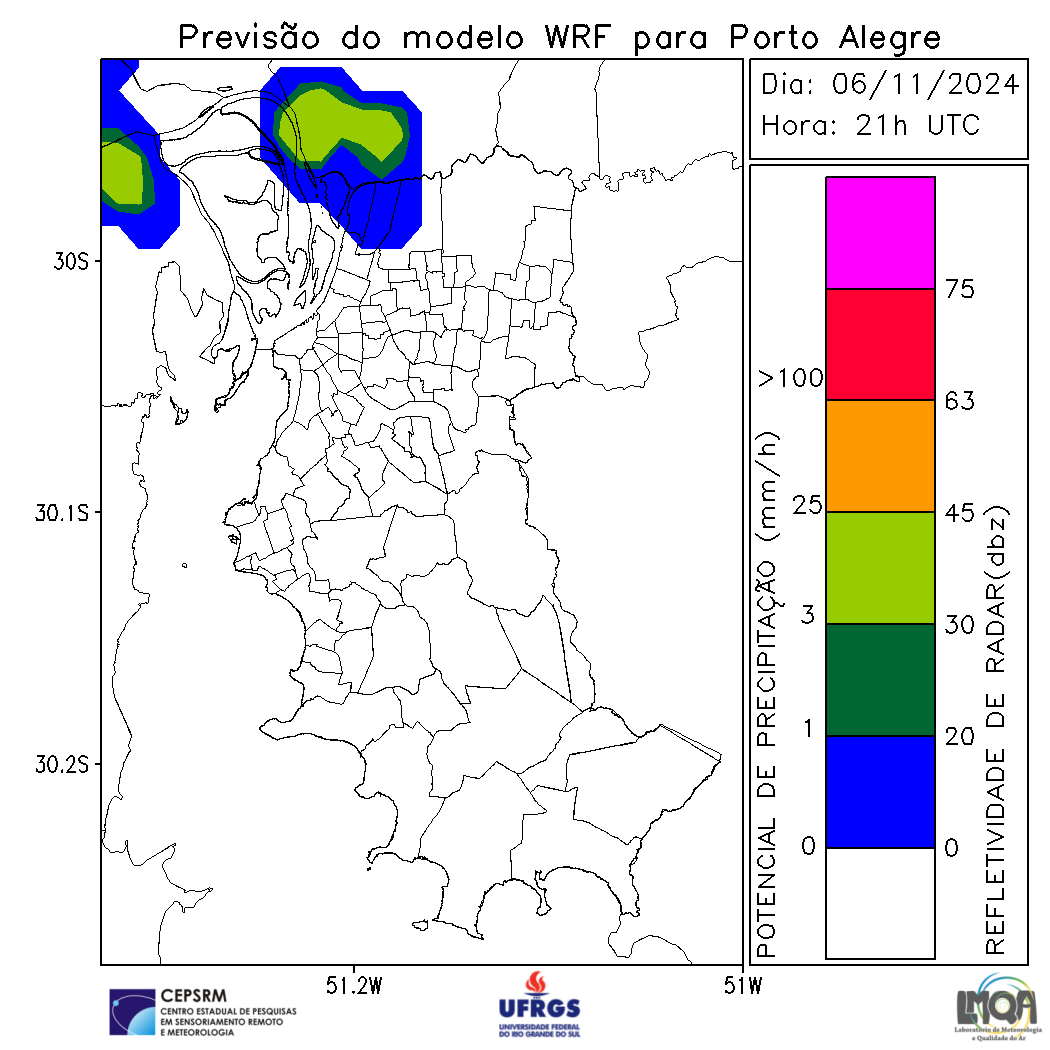 Previsão do modelo WRF para Porto Alegre
Dia: 06/11/2024
Hora: 21h UTC
30S
30.1S
30.2S
51.2W
51W
POTENCIAL DE PRECIPITAÇÃO (mm/h)
>100
25
3
1
0
75
63
45
30
20
0
REFLETIVIDADE DE RADAR(dbz)
CEPSRM
CENTRO ESTADUAL DE PESQUISAS
EM SENSORIAMENTO REMOTO
E METEOROLOGIA
UFRGS
UNIVERSIDADE FEDERAL
DO RIO GRANDE DO SUL
LMQA
Laboratório de Meteorologia
e Qualidade do Ar